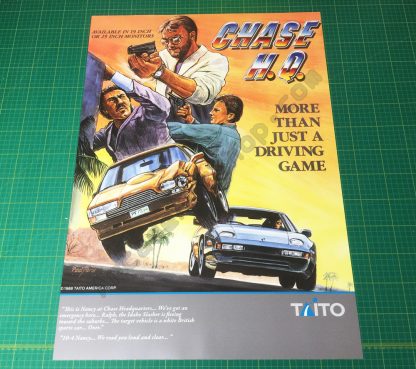 AVAILABLE IN 19 INCH
OR 25 INCH MONITORS
CHASE
H.Q.
MORE
THAN
JUST A
DRIVING
GAME
©1988 TAITO AMERICA CORP.
TAITO
"This is Nancy at Chase Headquarters... We've got an
emergency here... Ralph, the Idaho Slasher is fleeing
toward the suburbs... The target vehicle is a white British
sports car... Over."
"10-4 Nancy... We read you loud and clear..."